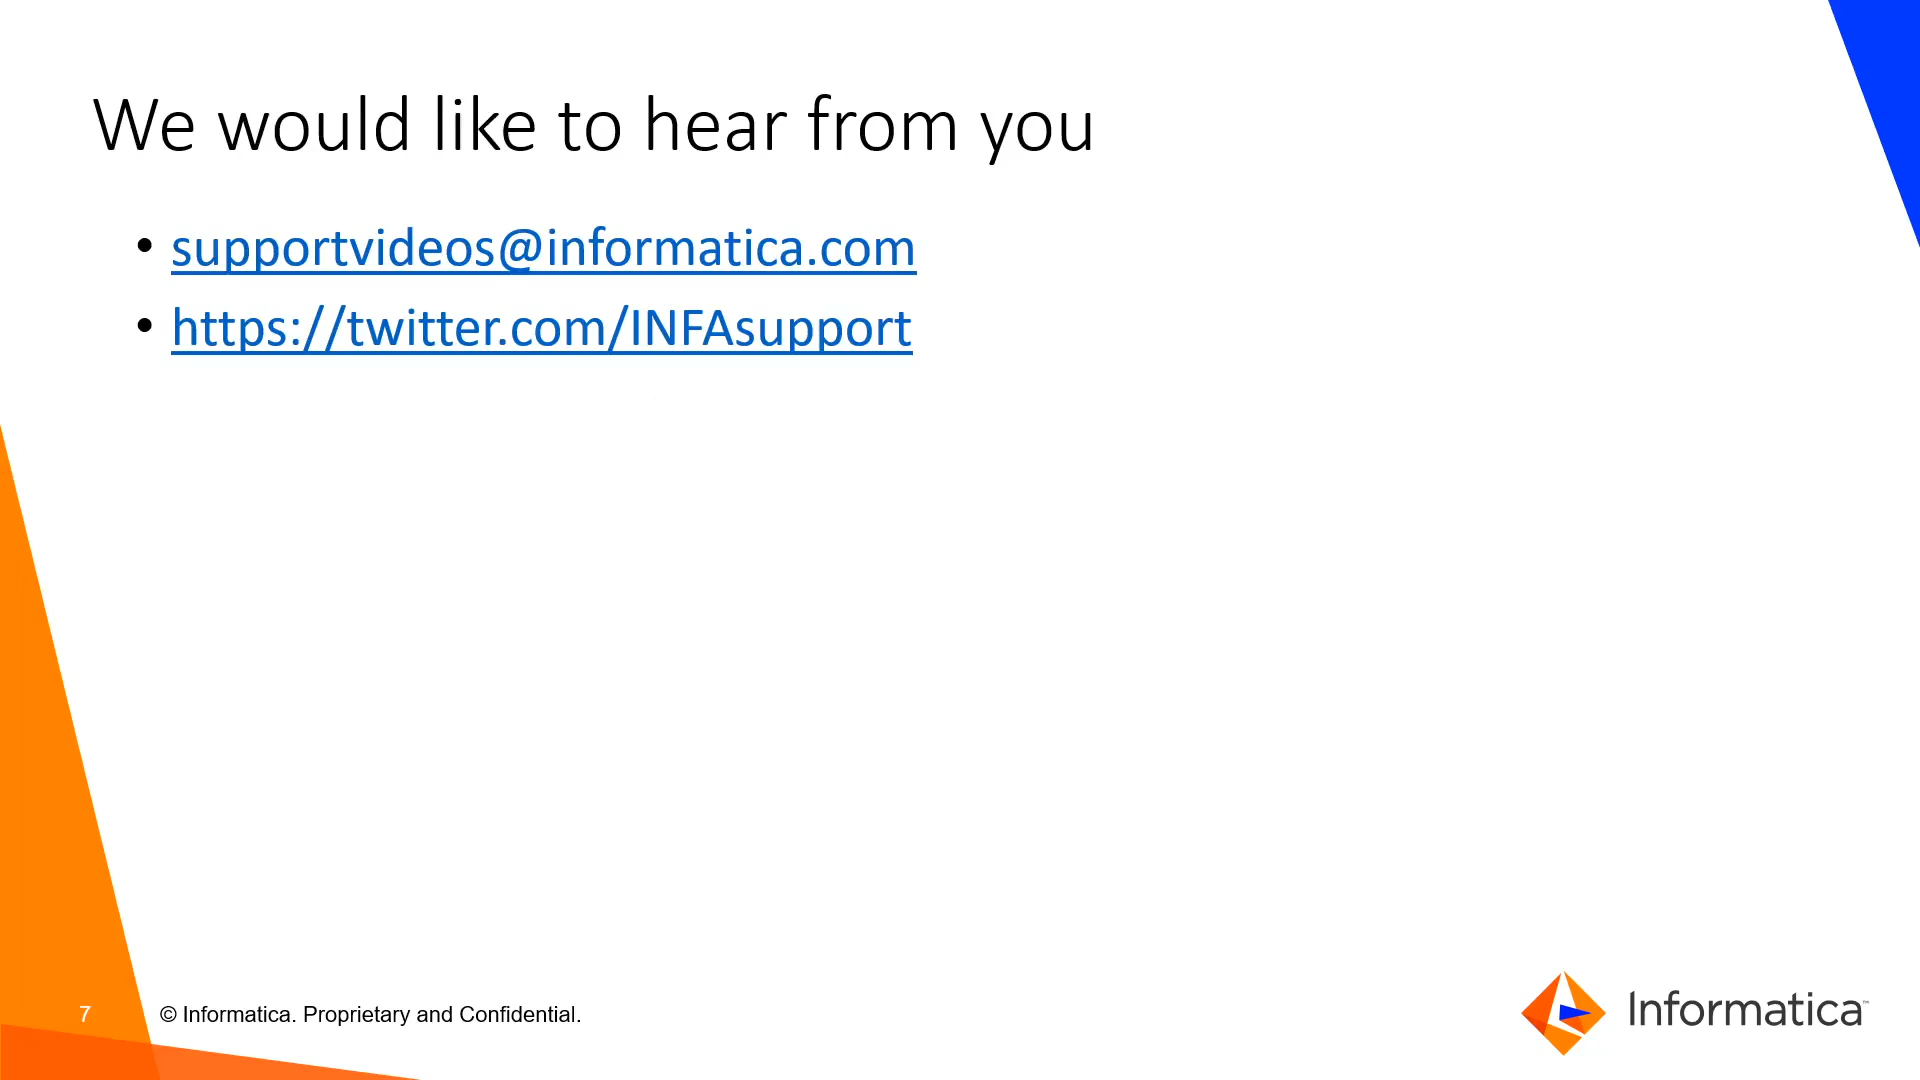 We would like to hear from you
• supportvideos@informatica.com
• https://twitter.com/INFAsupport
7
© Informatica. Proprietary and Confidential.
Informatica™